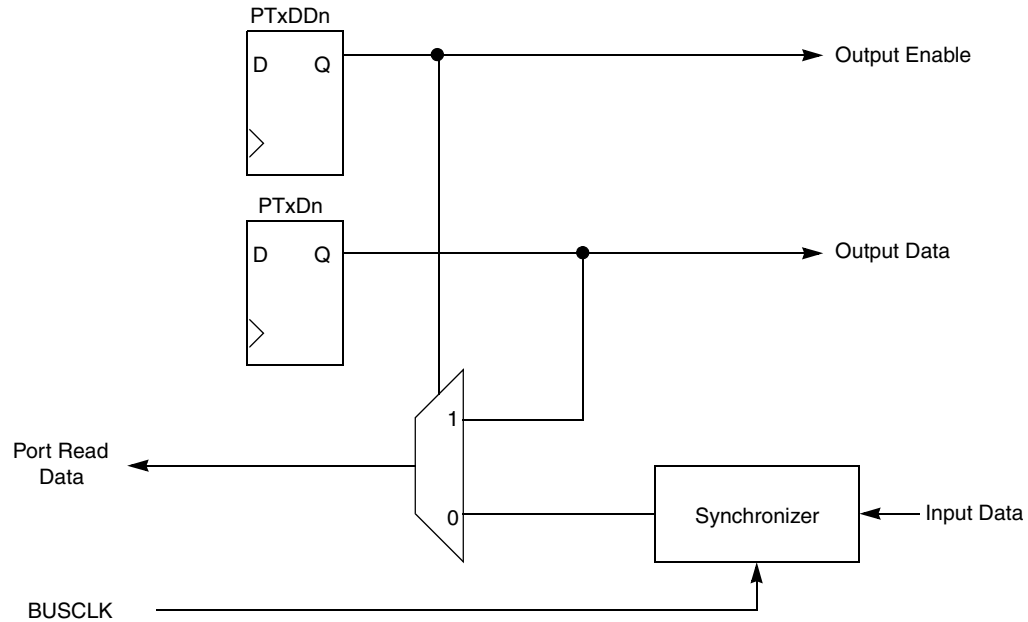 PTxDDn
D Q
Output Enable
PTxDn
D Q
Output Data
1
Port Read
Data
0
Synchronizer
Input Data
BUSCLK